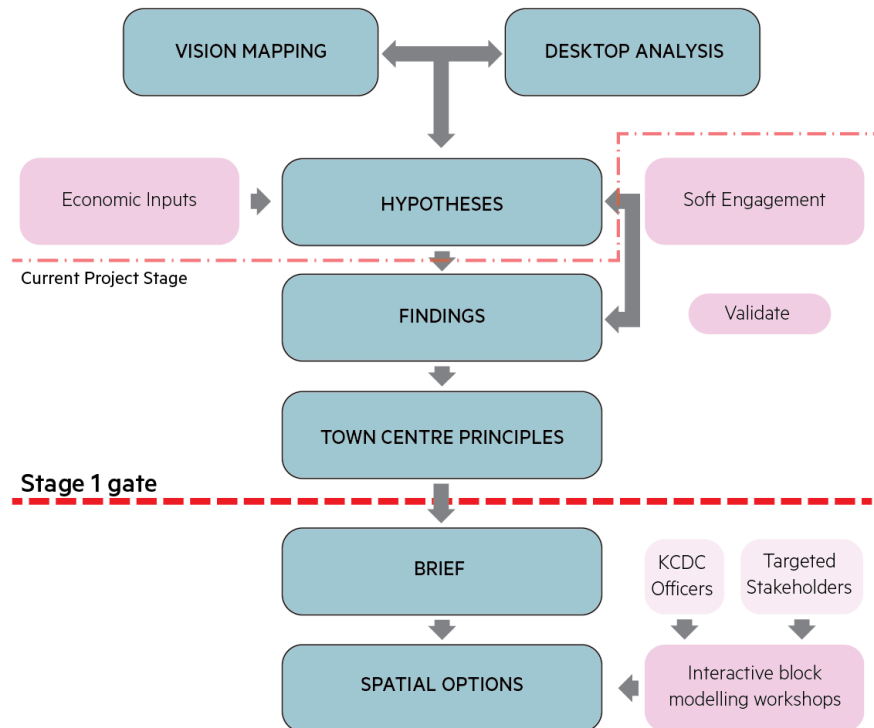 VISION MAPPING
DESKTOP ANALYSIS
Economic Inputs
HYPOTHESES
Soft Engagement
Current Project Stage
FINDINGS
Validate
TOWN CENTRE PRINCIPLES
Stage 1 gate
BRIEF
KCDC
Officers
Targeted
Stakeholders
SPATIAL OPTIONS
Interactive block
modelling workshops